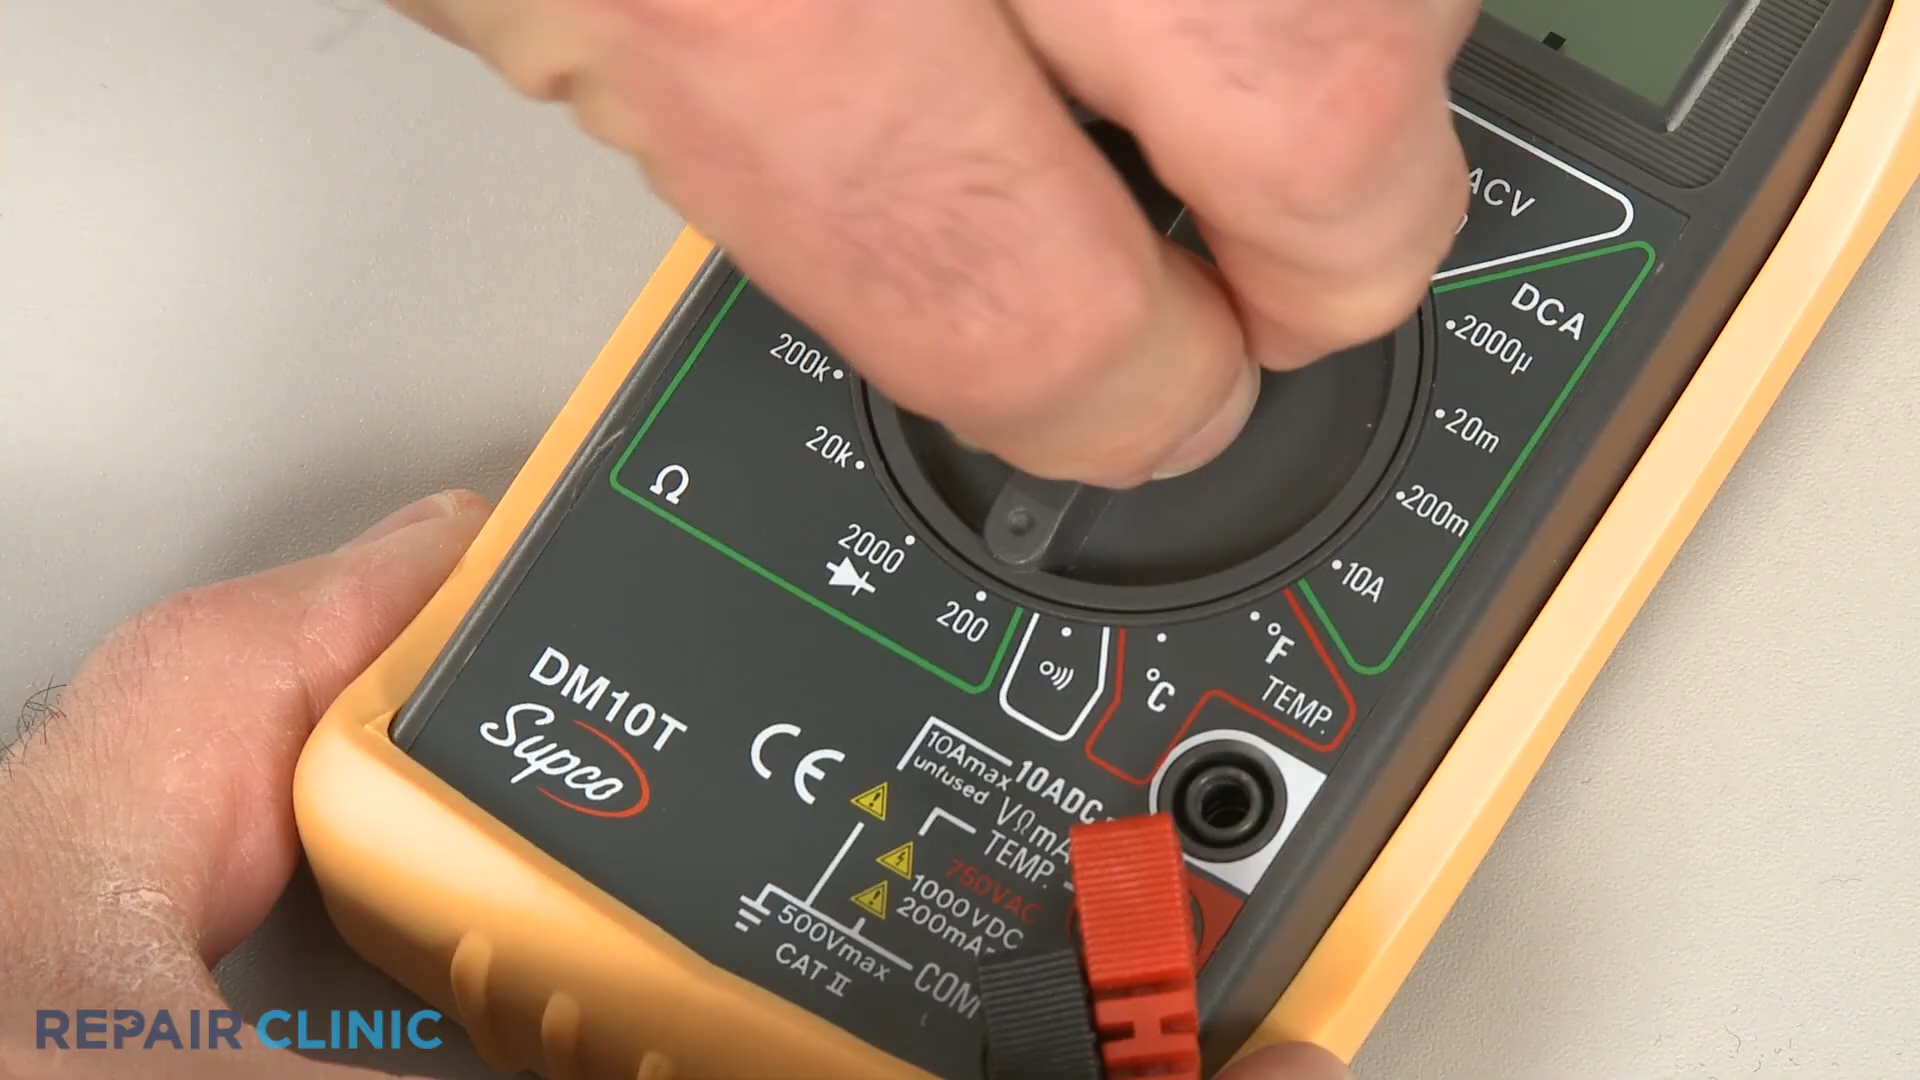 ACV
DCA
2000µ
20m
200m
10A
200k
20k
Ω
2000
200
°C
°F
TEMP.
DM10T
Supco
CE
10Amax
unfused
10ADC
VΩmA
TEMP.
750VAC
1000VDC
200mA
500Vmax
CAT II
COM
REPAIR CLINIC